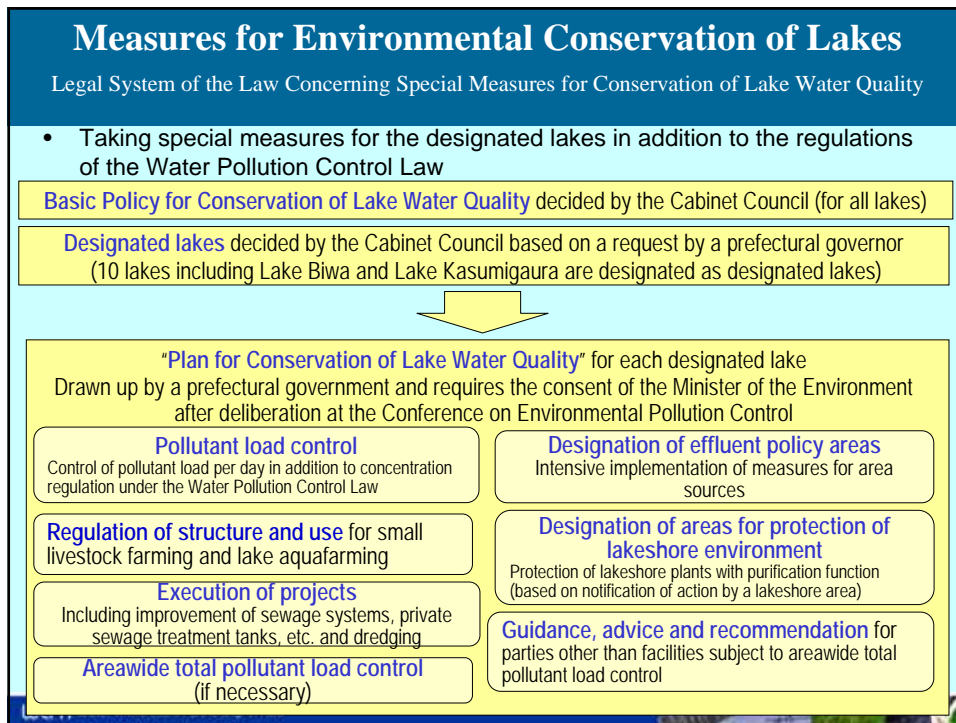 Measures for Environmental Conservation of Lakes
Legal System of the Law Concerning Special Measures for Conservation of Lake Water Quality
• Taking special measures for the designated lakes in addition to the regulations
of the Water Pollution Control Law
Basic Policy for Conservation of Lake Water Quality decided by the Cabinet Council (for all lakes)
Designated lakes decided by the Cabinet Council based on a request by a prefectural governor
(10 lakes including Lake Biwa and Lake Kasumigaura are designated as designated lakes)
“Plan for Conservation of Lake Water Quality” for each designated lake
Drawn up by a prefectural government and requires the consent of the Minister of the Environment
after deliberation at the Conference on Environmental Pollution Control
Pollutant load control
Control of pollutant load per day in addition to concentration
regulation under the Water Pollution Control Law
Regulation of structure and use for small
livestock farming and lake aquafarming
Execution of projects
Including improvement of sewage systems, private
sewage treatment tanks, etc. and dredging
Areawide total pollutant load control
(if necessary)
Designation of effluent policy areas
Intensive implementation of measures for area
sources
Designation of areas for protection of
lakeshore environment
Protection of lakeshore plants with purification function
(based on notification of action by a lakeshore area)
Guidance, advice and recommendation for
parties other than facilities subject to areawide total
pollutant load control